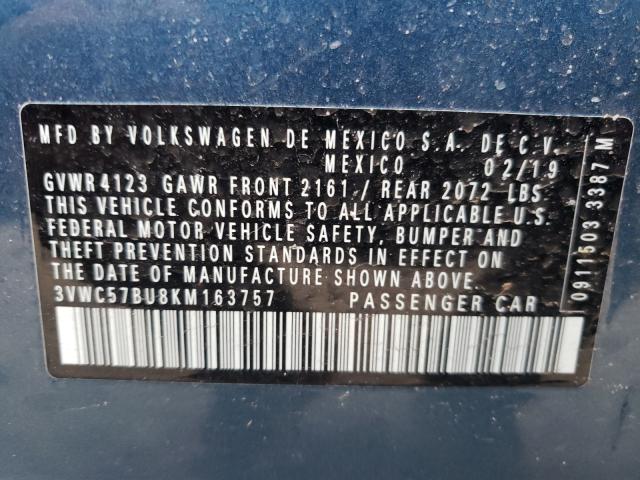 MFD BY VOLKSWAGEN DE MEXICO S.A. DE C.V.
MEXICO 02/19
GVWR 4123 GAWR FRONT 2161 / REAR 2072 LBS
THIS VEHICLE CONFORMS TO ALL APPLICABLE U.S.
FEDERAL MOTOR VEHICLE SAFETY, BUMPER AND
THEFT PREVENTION STANDARDS IN EFFECT ON
THE DATE OF MANUFACTURE SHOWN ABOVE.
3VWC57BU8KM163757 PASSENGER CAR
0911503 3387 M